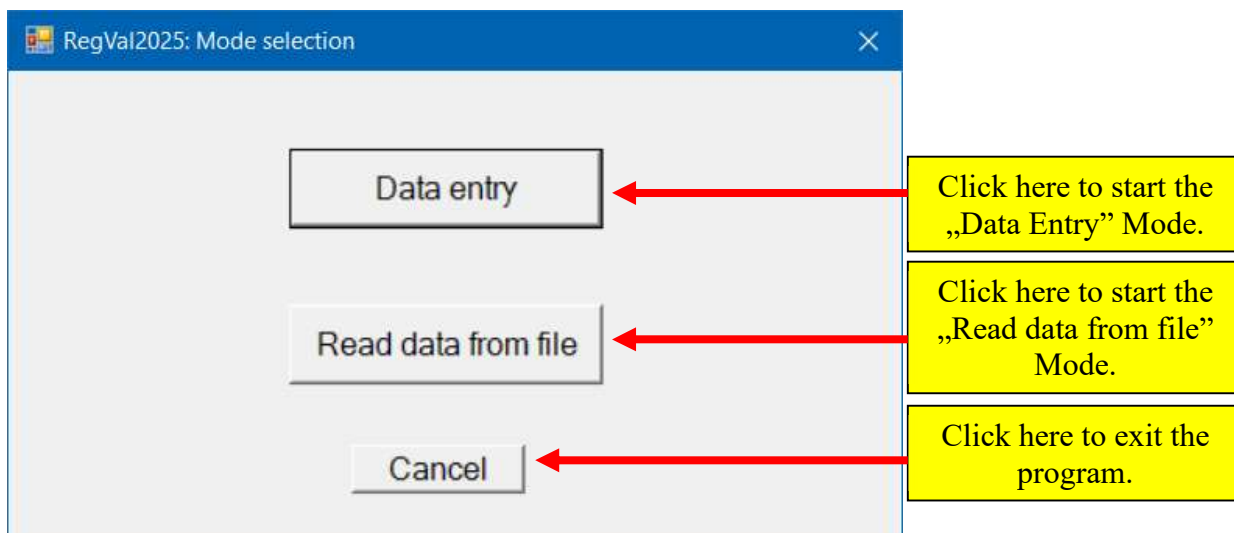 RegVal2025: Mode selection
Data entry
Click here to start the
„Data Entry” Mode.
Read data from file
Click here to start the
„Read data from file”
Mode.
Cancel
Click here to exit the
program.